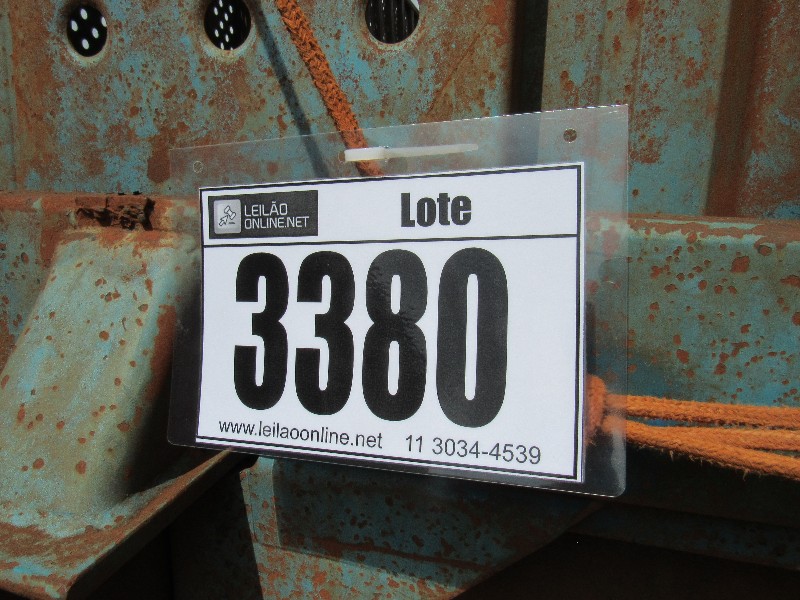 LEILÃO
ONLINE.NET
Lote
3380
www.leilaoonline.net 11 3034-4539